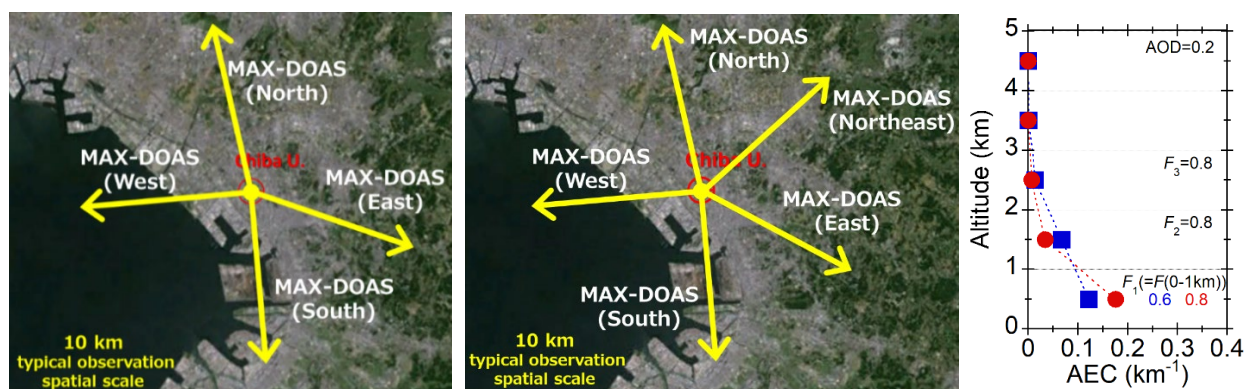 MAX-DOAS
(North)
Chiba U.
MAX-DOAS
(West)
MAX-DOAS
(East)
MAX-DOAS
(South)
10 km
typical observation
spatial scale
MAX-DOAS
(North)
MAX-DOAS
(Northeast)
Chiba U.
MAX-DOAS
(West)
MAX-DOAS
(East)
MAX-DOAS
(South)
10 km
typical observation
spatial scale
5
AOD=0.2
4
3
F₃=0.8
2
F₂=0.8
1
F₁(=F(0-1km))
0.6 0.8
0
0 0.1 0.2 0.3 0.4
Altitude (km)
AEC (km⁻¹)